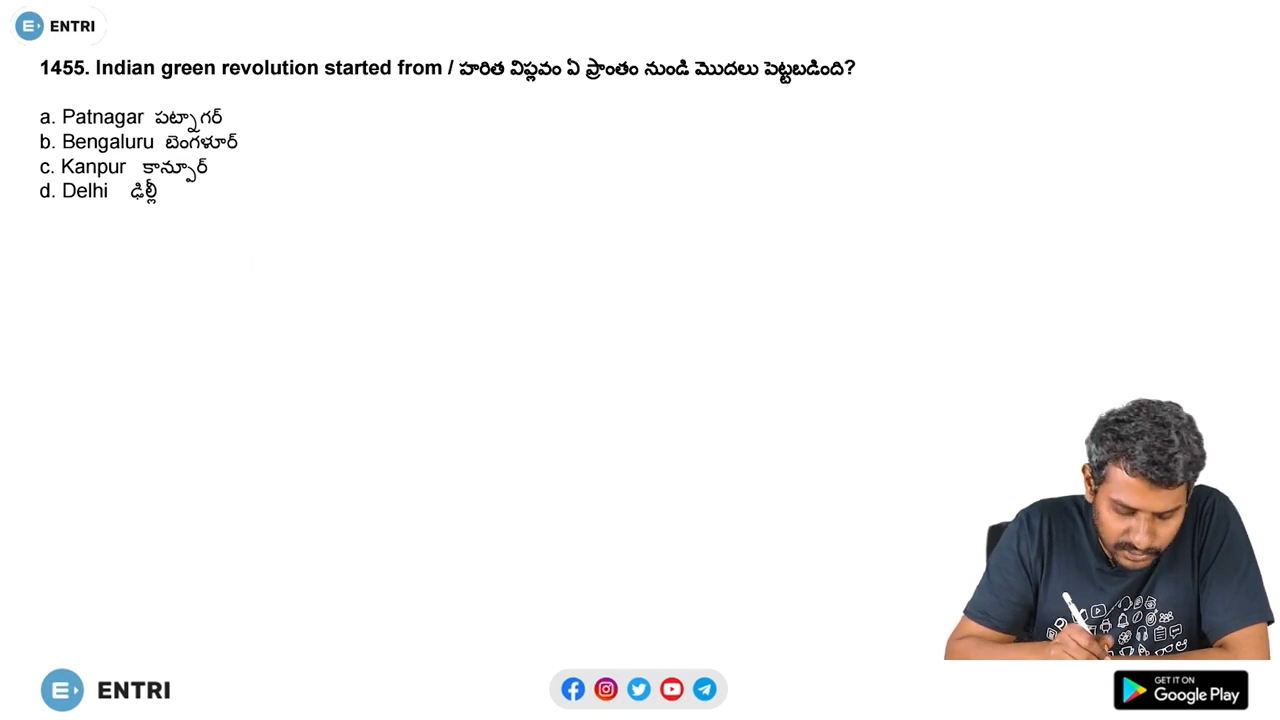 ENTRI
1455. Indian green revolution started from / హరిత విప్లవం ఏ ప్రాంతం నుండి మొదలు పెట్టబడింది?
a. Patnagar పట్నాగర్
b. Bengaluru బెంగళూర్
c. Kanpur కాన్పూర్
d. Delhi ఢిల్లీ
ENTRI
GET IT ON
Google Play